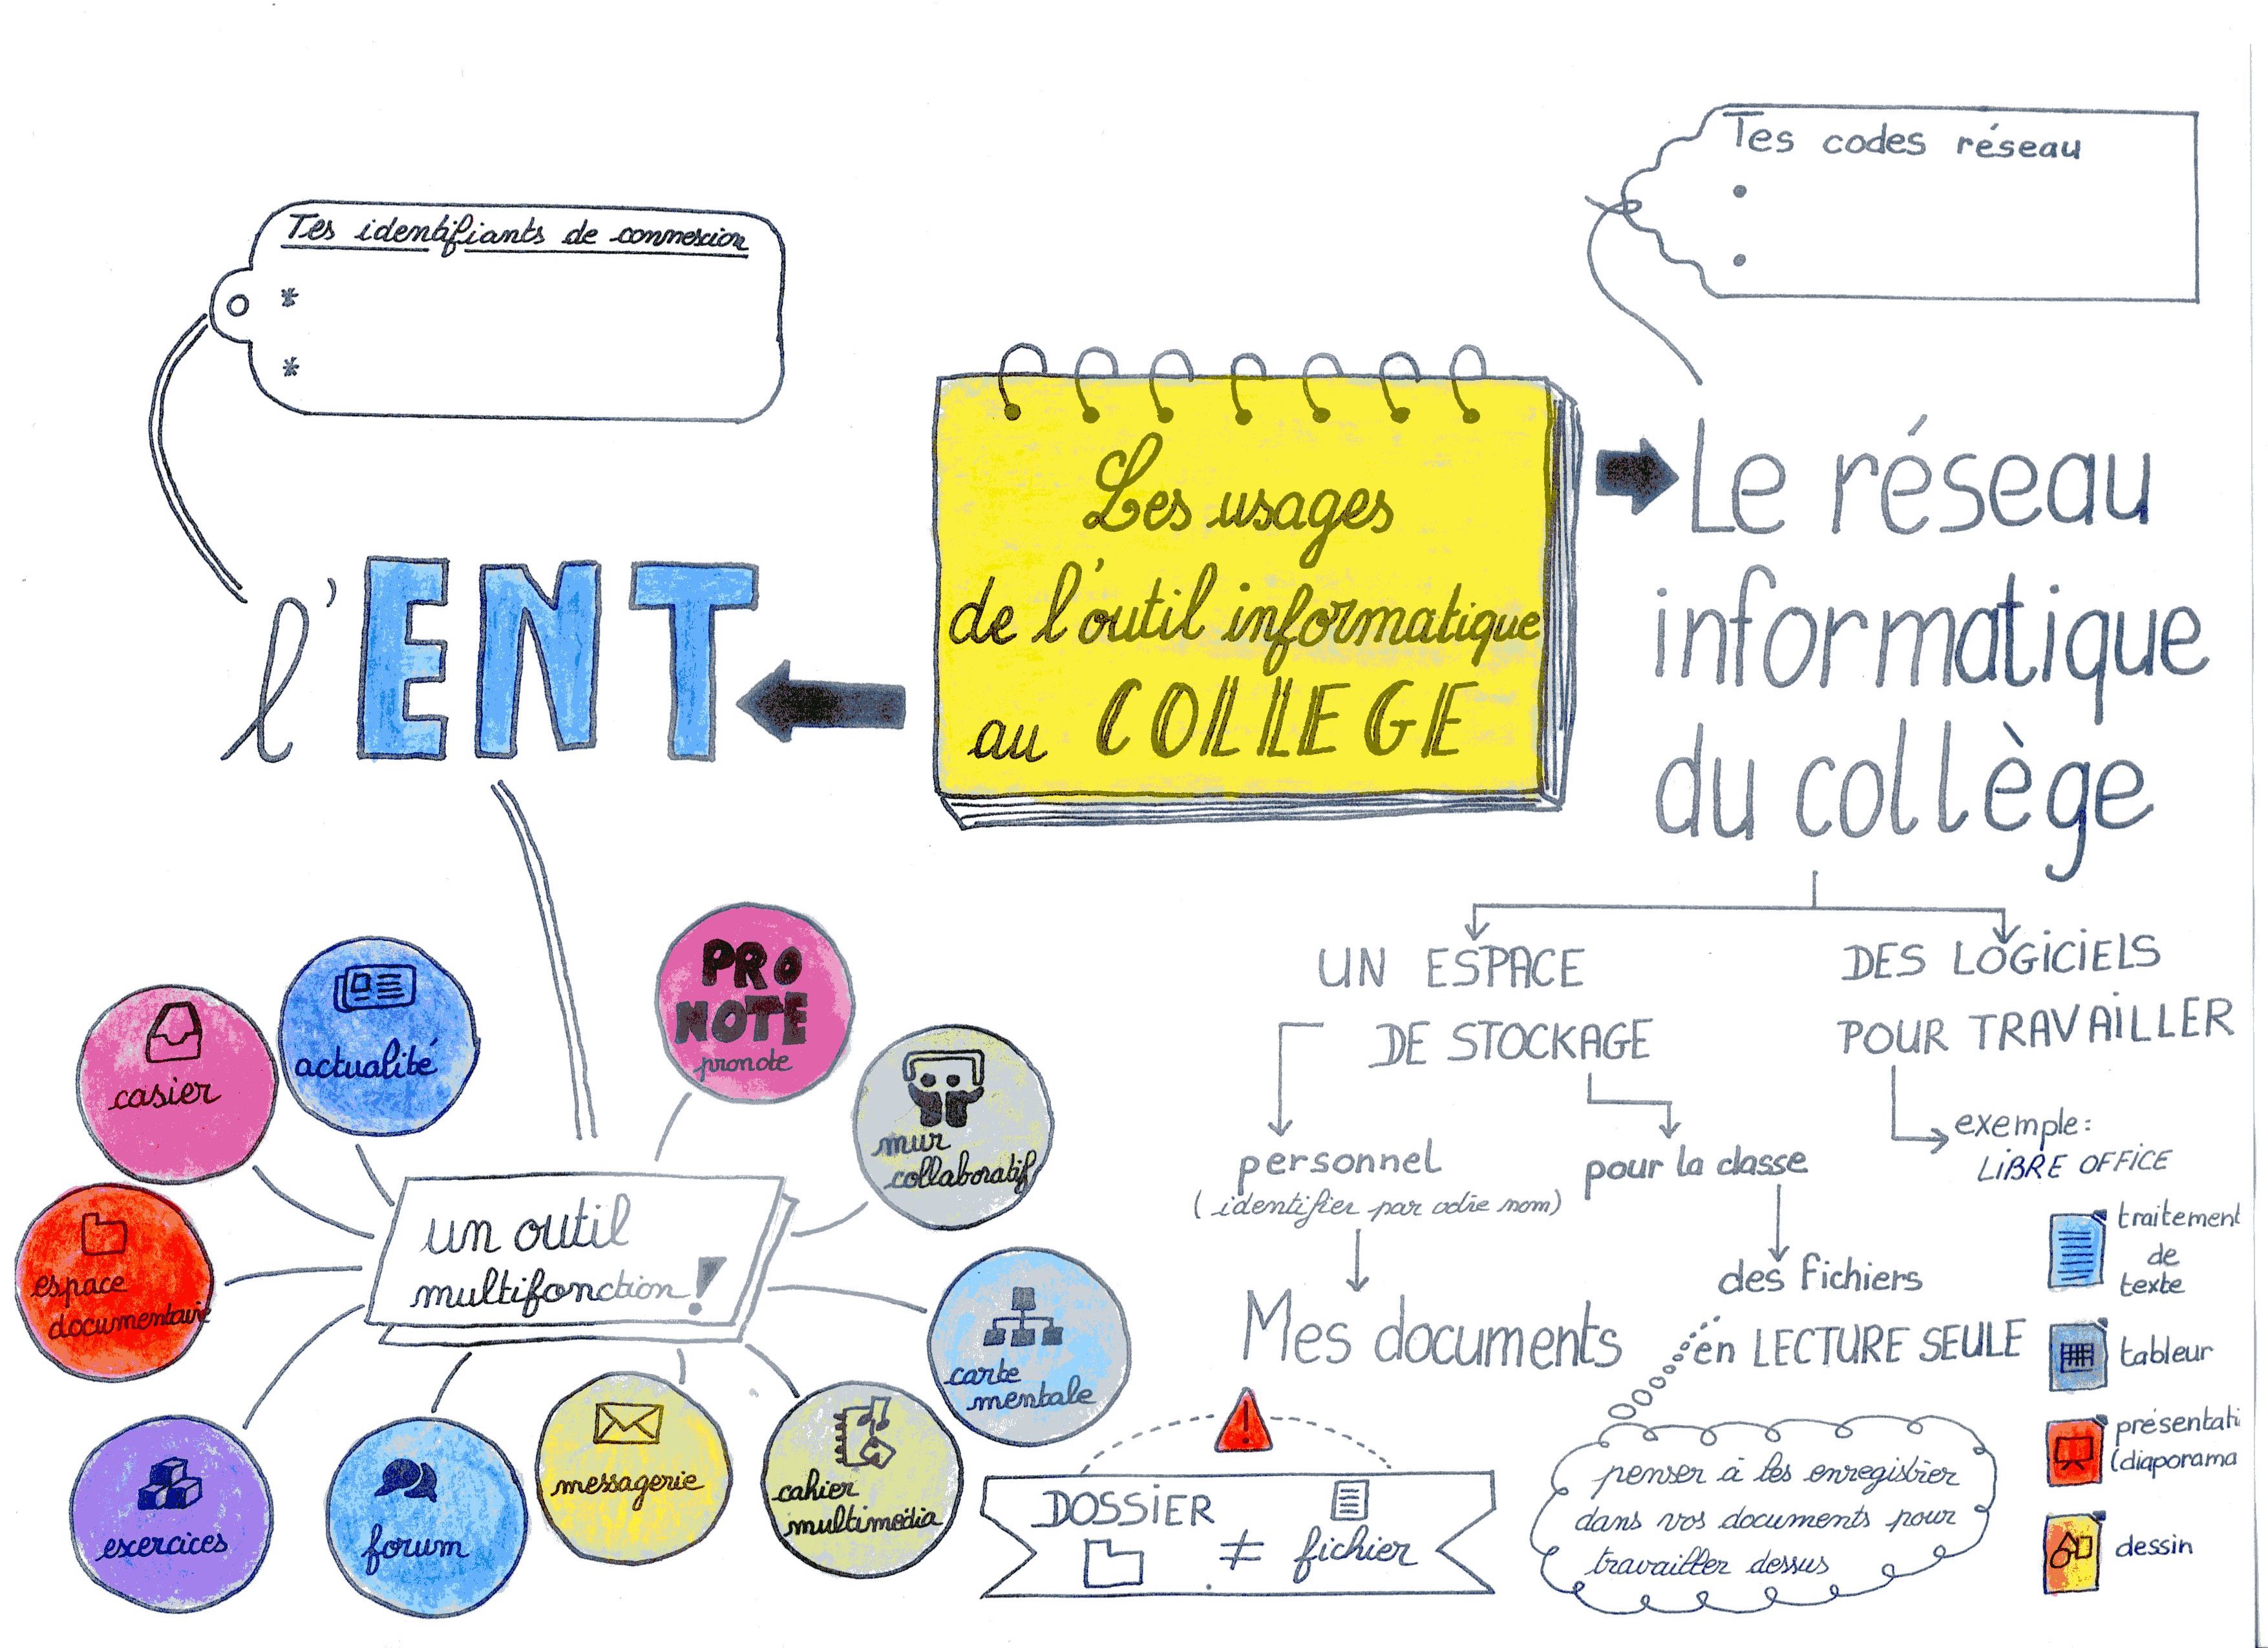 Tes identifiants de connexion
*
*
l'ENT
Les usages
de l'outil informatique
au COLLEGE
Tes codes réseau
•
•
Le réseau
informatique
du collège
un outil
multifonction!
casier
actualité
PRO
NOTE
pronote
mur
collaboratif
carte
mentale
cahier
multimédia
messagerie
forum
exercices
espace
documentaire
UN ESPACE
DE STOCKAGE
personnel
(identifier par votre nom)
Mes documents
pour la classe
des fichiers
en LECTURE SEULE
penser à les enregistrer
dans vos documents pour
travailler dessus
!
DOSSIER
≠ fichier
DES LOGiCiELS
POUR TRAVAiLLER
exemple:
LiBRE OFFiCE
traitement
de
texte
tableur
présentati
(diaporama
dessin